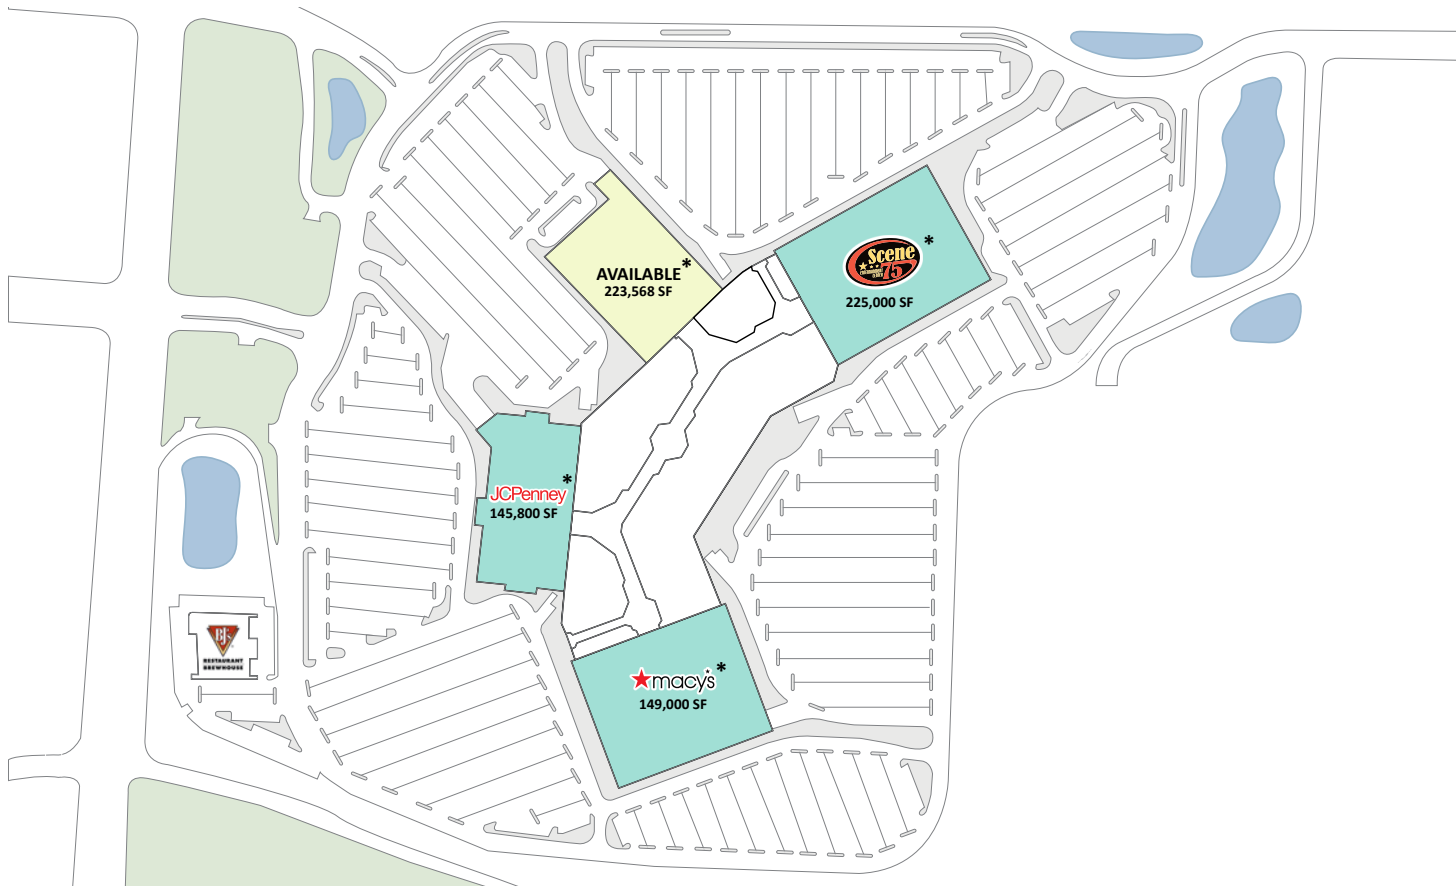 AVAILABLE*
223,568 SF
Scene
75
*
225,000 SF
JCPenney*
145,800 SF
BJ's
RESTAURANT
BREWHOUSE
macy's*
149,000 SF